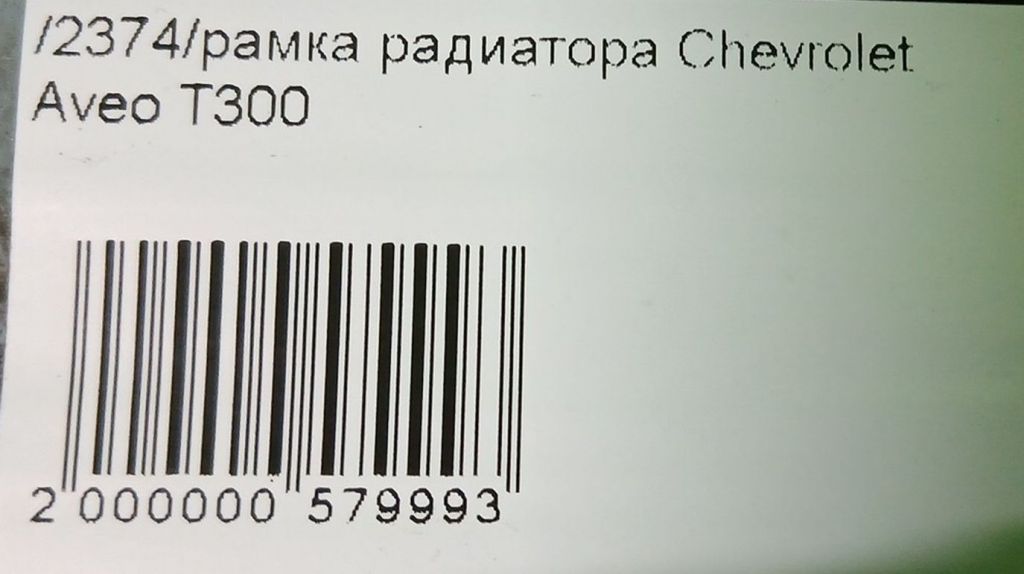 /2374/рамка радиатора Chevrolet
Aveo T300
2 000000 579993